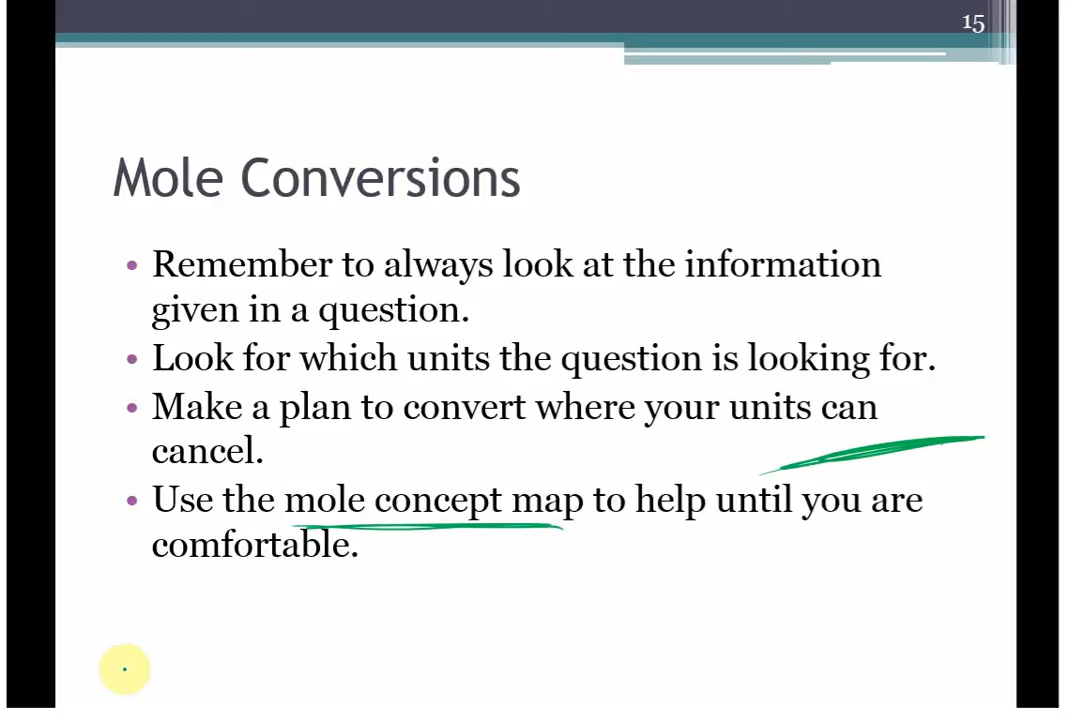 15
Mole Conversions
• Remember to always look at the information
given in a question.
• Look for which units the question is looking for.
• Make a plan to convert where your units can
cancel.
• Use the mole concept map to help until you are
comfortable.